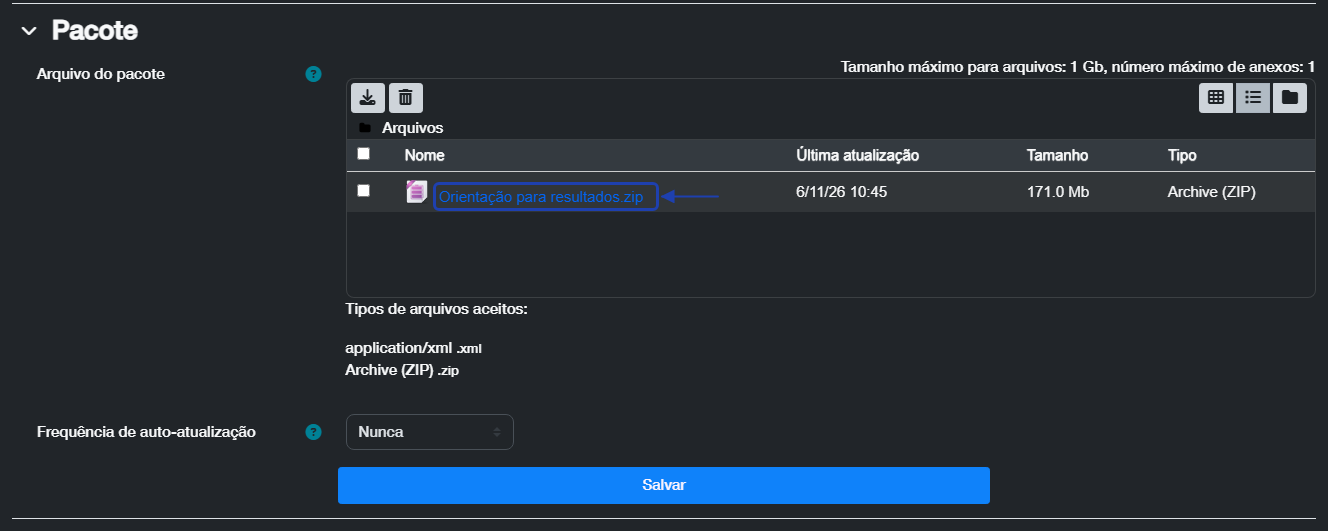 Pacote
Arquivo do pacote
?
Tamanho máximo para arquivos: 1 Gb, número máximo de anexos: 1
Arquivos
Nome Última atualização Tamanho Tipo
Orientação para resultados.zip 6/11/26 10:45 171.0 Mb Archive (ZIP)
Tipos de arquivos aceitos:
application/xml .xml
Archive (ZIP) .zip
Frequência de auto-atualização
?
Nunca
Salvar